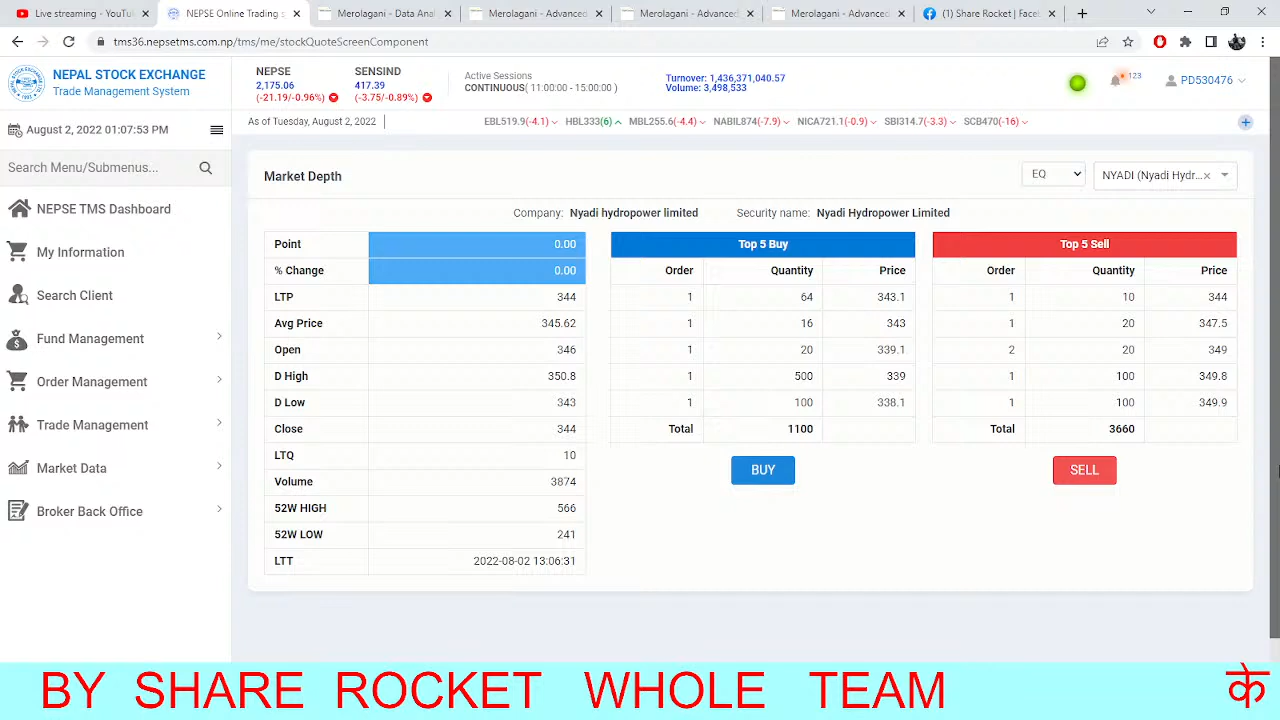 Live streaming - YouTu
NEPSE Online Trading s
Merolagani - Data Anal
Merolagani - Advanced
Merolagani - Advanced
Merolagani - Advanced
(1) Share Rocket | Face
tms36.nepsetms.com.np/tms/me/stockQuoteScreenComponent
NEPAL STOCK EXCHANGE
Trade Management System
NEPSE
2,175.06
(-21.19/-0.96%)
SENSIND
417.39
(-3.75/-0.89%)
Active Sessions
CONTINUOUS( 11:00:00 - 15:00:00 )
Turnover: 1,436,371,040.57
Volume: 3,498,533
123
PD530476
August 2, 2022 01:07:53 PM
As of Tuesday, August 2, 2022
EBL519.9(-4.1) HBL333(6) MBL255.6(-4.4) NABIL874(-7.9) NICA721.1(-0.9) SBI314.7(-3.3) SCB470(-16)
Search Menu/Submenus...
NEPSE TMS Dashboard
My Information
Search Client
Fund Management
Order Management
Trade Management
Market Data
Broker Back Office
Market Depth
EQ
NYADI (Nyadi Hydr...
Company: Nyadi hydropower limited Security name: Nyadi Hydropower Limited
Point 0.00
% Change 0.00
LTP 344
Avg Price 345.62
Open 346
D High 350.8
D Low 343
Close 344
LTQ 10
Volume 3874
52W HIGH 566
52W LOW 241
LTT 2022-08-02 13:06:31
Top 5 Buy
Order Quantity Price
1 64 343.1
1 16 343
1 20 339.1
1 500 339
1 100 338.1
Total 1100
BUY
Top 5 Sell
Order Quantity Price
1 10 344
1 20 347.5
2 20 349
1 100 349.8
1 100 349.9
Total 3660
SELL
BY SHARE ROCKET WHOLE TEAM के